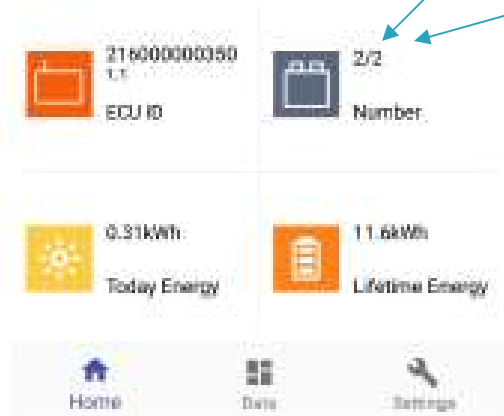 216000000350
1.1
ECU ID
2/2
Number
0.31kWh
Today Energy
11.6kWh
Lifetime Energy
Home
Data
Settings